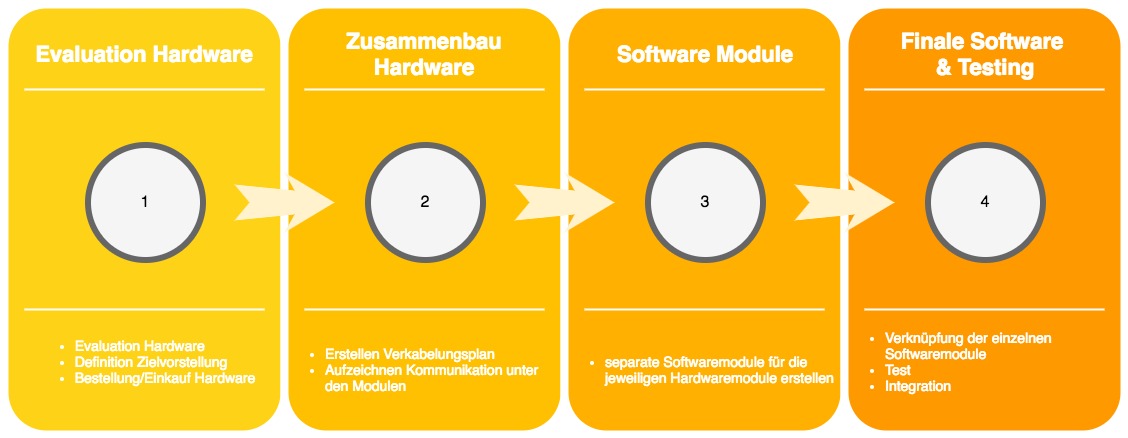 Evaluation Hardware
1
• Evaluation Hardware
• Definition Zielvorstellung
• Bestellung/Einkauf Hardware
Zusammenbau
Hardware
2
• Erstellen Verkabelungsplan
• Aufzeichnen Kommunikation unter
den Modulen
Software Module
3
• separate Softwaremodule für die
jeweiligen Hardwaremodule erstellen
Finale Software
& Testing
4
• Verknüpfung der einzelnen
Softwaremodule
• Test
• Integration